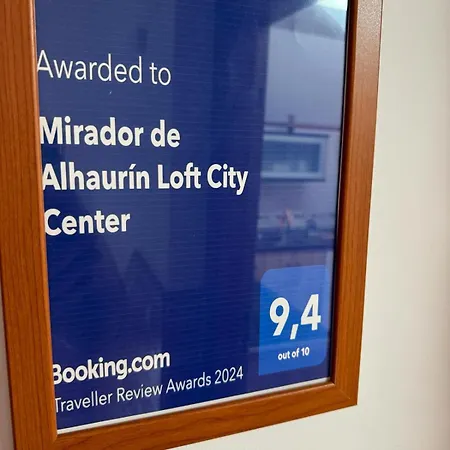 Awarded to
Mirador de
Alhaurín Loft City
Center
9,4
out of 10
Booking.com
Traveller Review Awards 2024